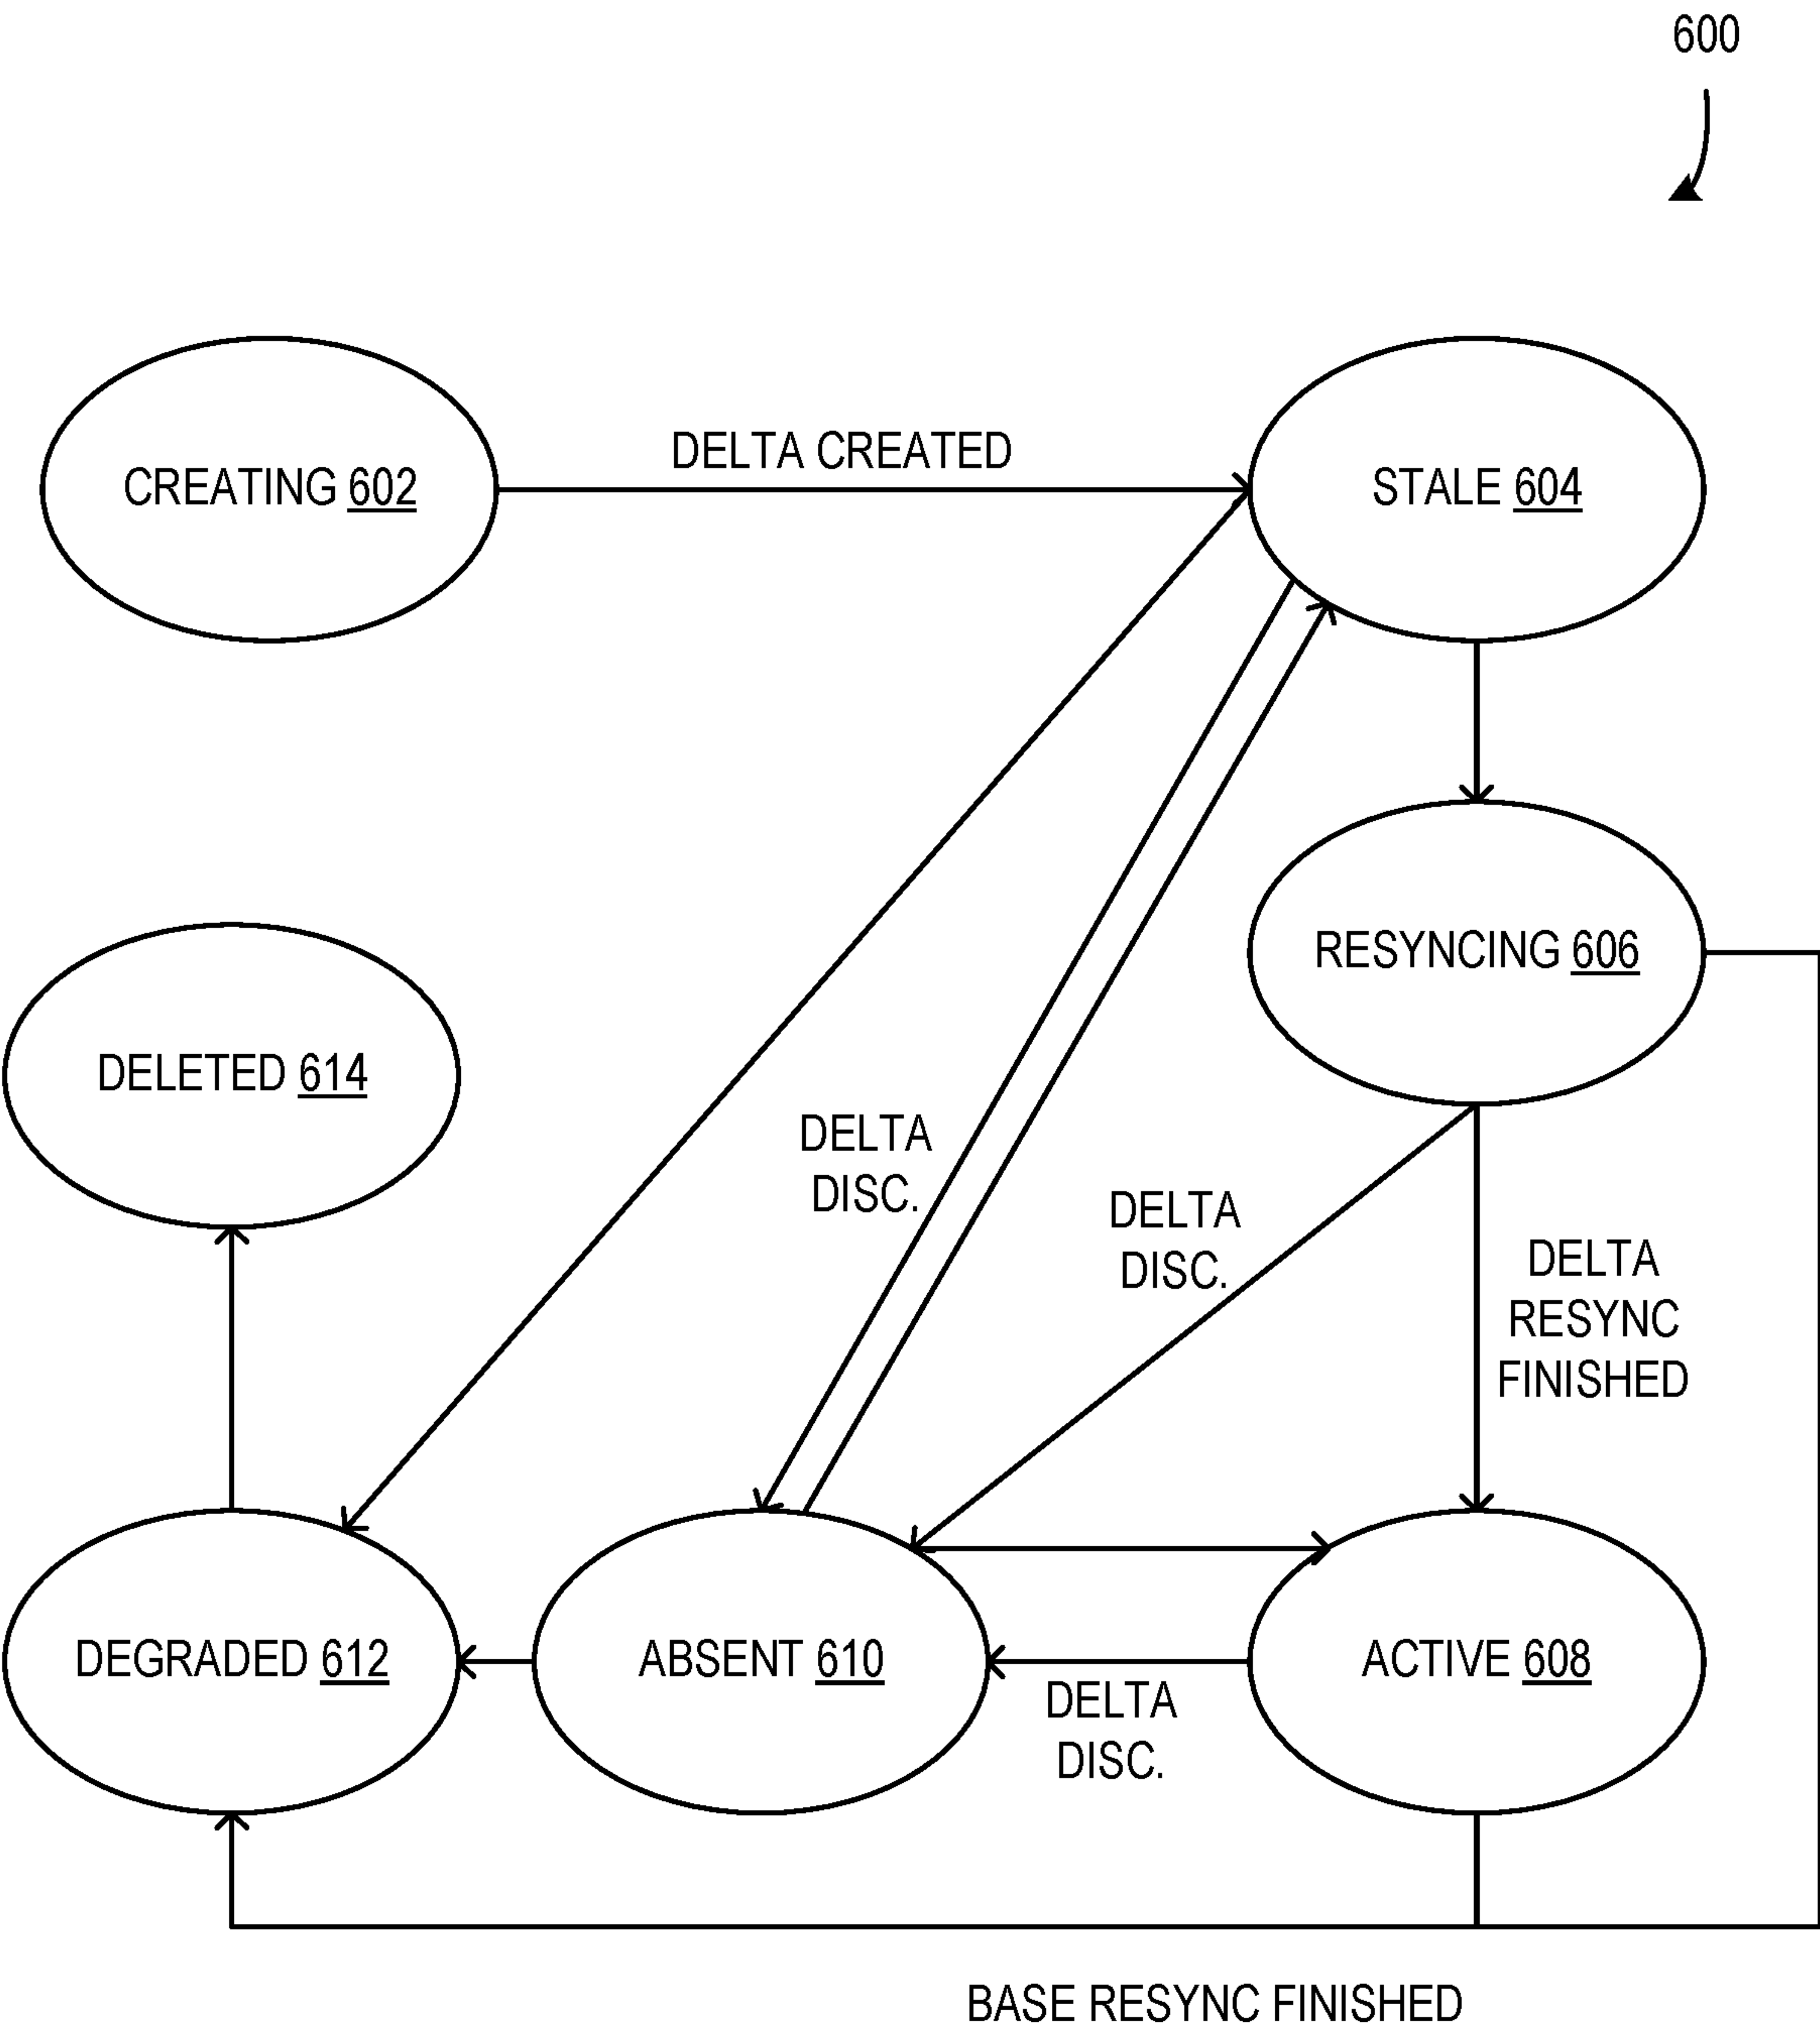 600
DELTA CREATED
CREATING 602
STALE 604
RESYNCING 606
DELETED 614
DELTA
DISC.
DELTA
DISC.
DELTA
RESYNC
FINISHED
DEGRADED 612
ABSENT 610
ACTIVE 608
DELTA
DISC.
BASE RESYNC FINISHED